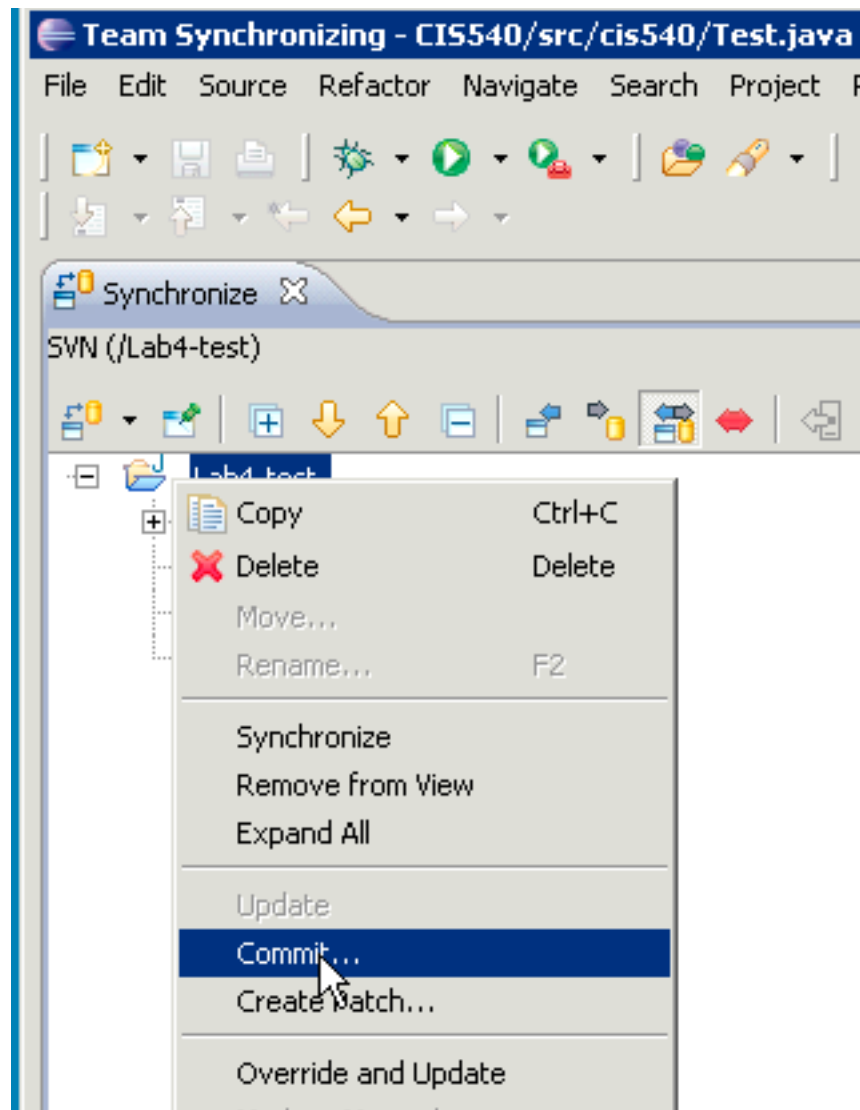 Team Synchronizing - CIS540/src/cis540/Test.java
File Edit Source Refactor Navigate Search Project
Synchronize
SVN (/Lab4-test)
Lab4-test
Copy Ctrl+C
Delete Delete
Move...
Rename... F2
Synchronize
Remove from View
Expand All
Update
Commit...
Create Patch...
Override and Update